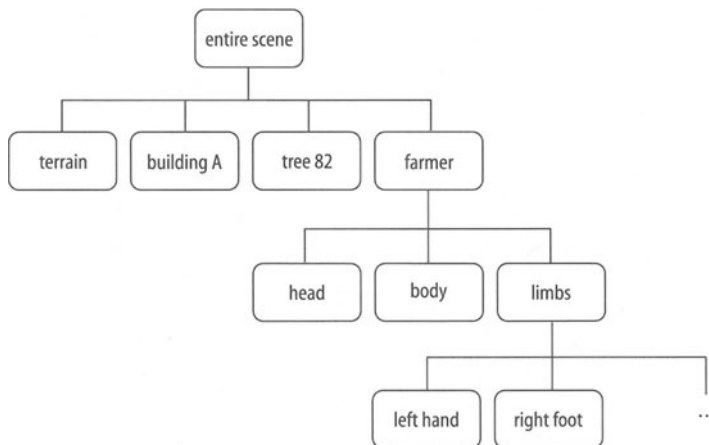 entire scene
terrain
building A
tree 82
farmer
head
body
limbs
left hand
right foot
..